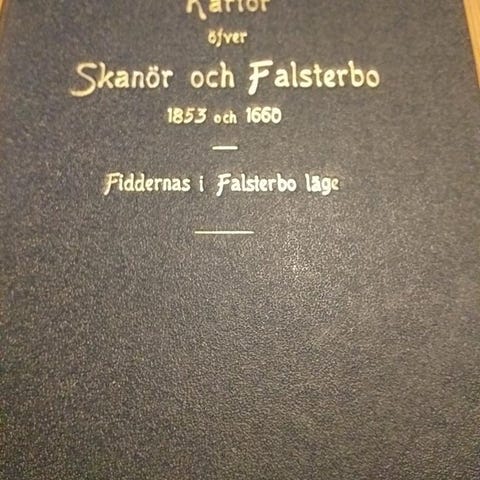 Kartor
öfver
Skanör och Falsterbo
1853 och 1660
Fiddernas i Falsterbo läge